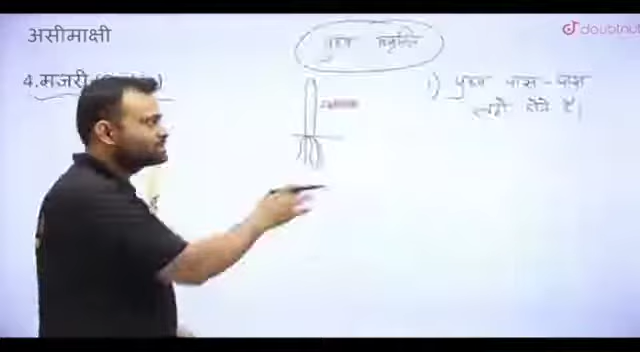 असीमाक्षी
doubtnut
4.मंजरी
पुष्प
1) पुष्प पास - पास
लगे होते हैं।